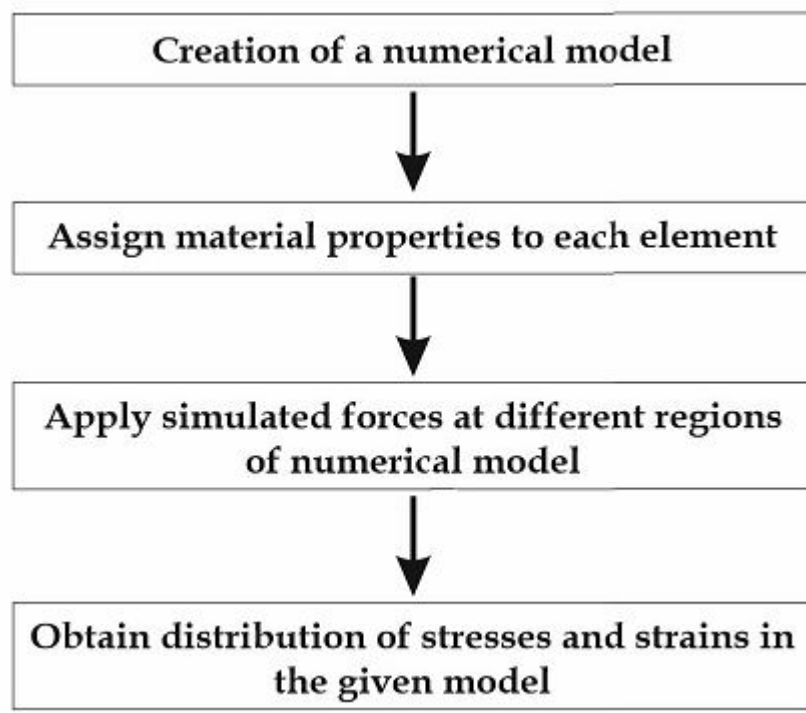 Creation of a numerical model
Assign material properties to each element
Apply simulated forces at different regions
of numerical model
Obtain distribution of stresses and strains in
the given model